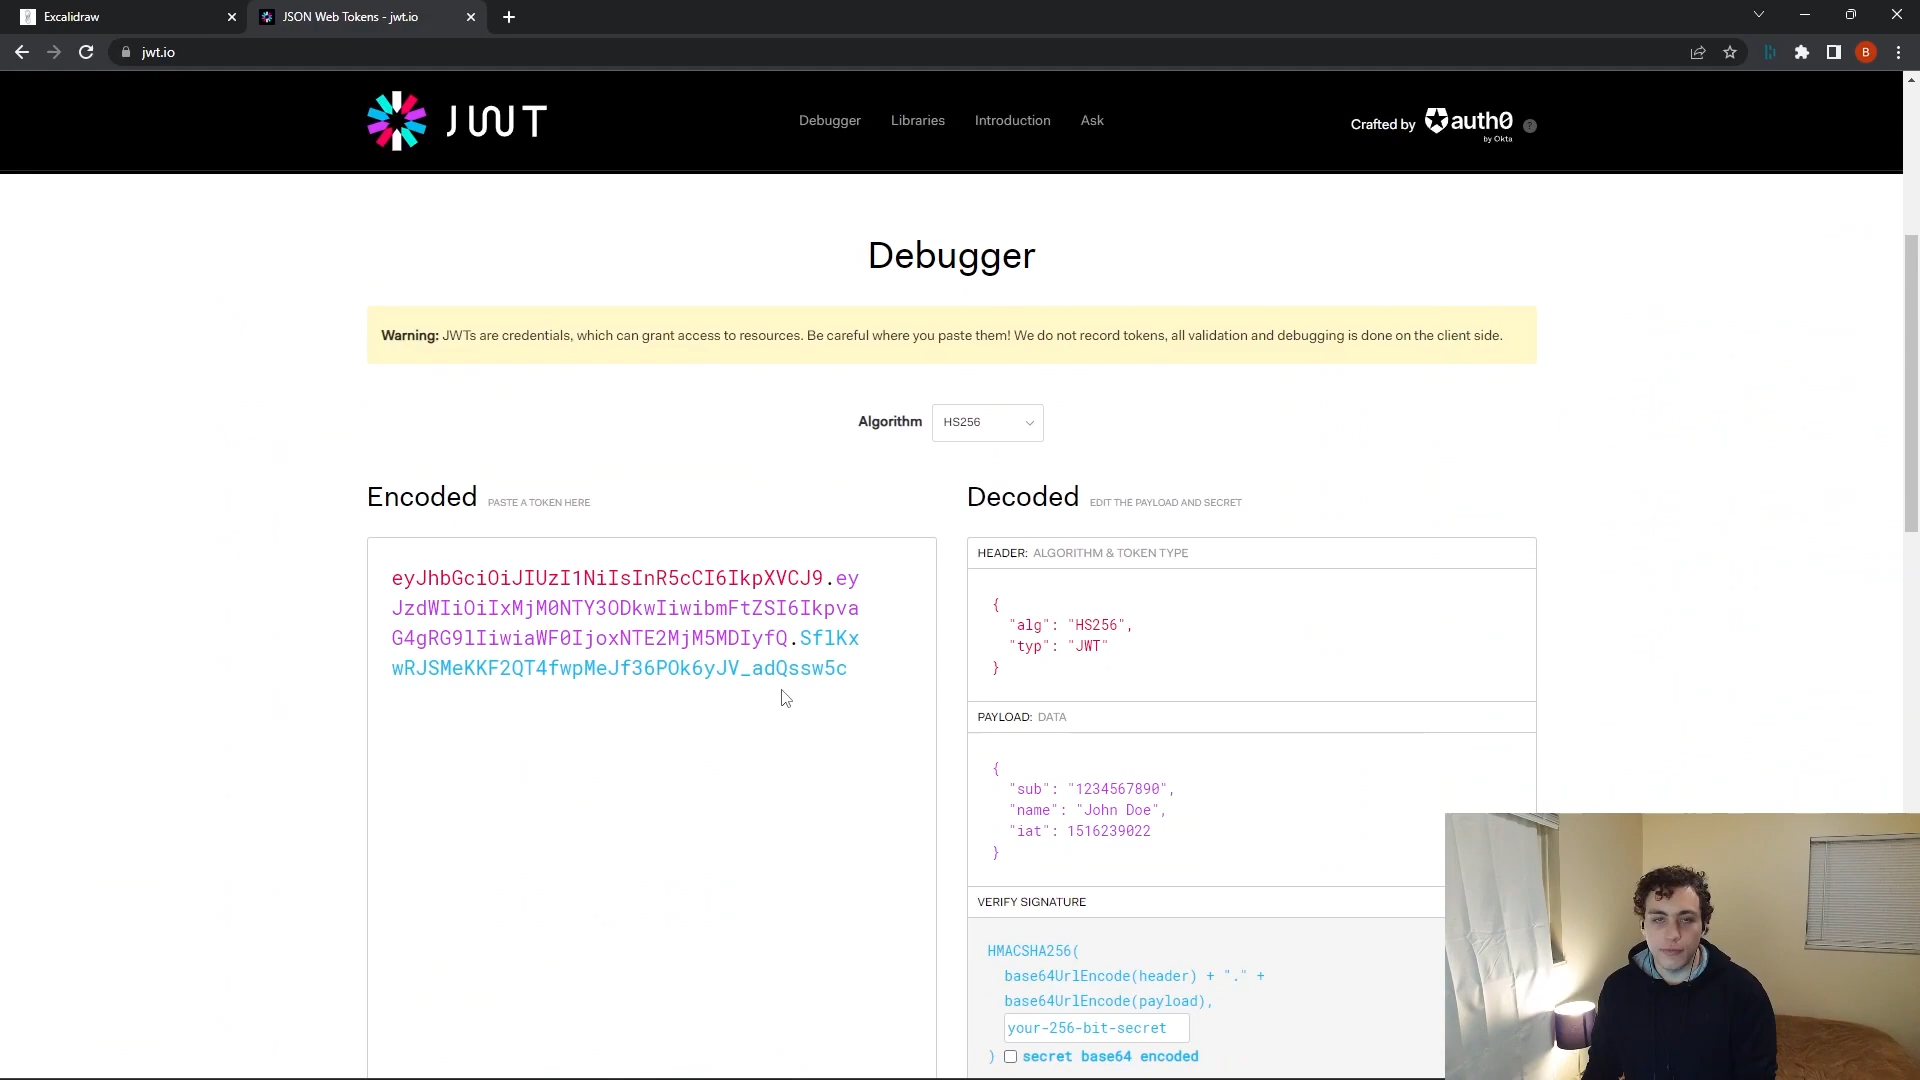 Excalidraw
JSON Web Tokens - jwt.io
jwt.io
B
JWT
Debugger
Libraries
Introduction
Ask
Crafted by auth0
by Okta
?
Debugger
Warning: JWTs are credentials, which can grant access to resources. Be careful where you paste them! We do not record tokens, all validation and debugging is done on the client side.
Algorithm HS256
Encoded PASTE A TOKEN HERE
eyJhbGciOiJIUzI1NiIsInR5cCI6IkpXVCJ9.ey
JzdWIiOiIxMjM0NTY3ODkwIiwibmFtZSI6Ikpva
G4gRG9lIiwiaWF0IjoxNTE2MjM5MDIyfQ.SflKx
wRJSMeKKF2QT4fwpMeJf36POk6yJV_adQssw5c
Decoded EDIT THE PAYLOAD AND SECRET
HEADER: ALGORITHM & TOKEN TYPE
{
"alg": "HS256",
"typ": "JWT"
}
PAYLOAD: DATA
{
"sub": "1234567890",
"name": "John Doe",
"iat": 1516239022
}
VERIFY SIGNATURE
HMACSHA256(
base64UrlEncode(header) + "." +
base64UrlEncode(payload),
your-256-bit-secret
) secret base64 encoded